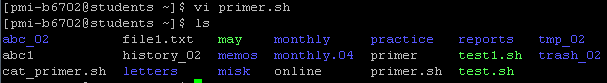 [pmi-b6702@students ~]$ vi primer.sh
[pmi-b6702@students ~]$ ls
abc_02 file1.txt may monthly practice reports tmp_02
abc1 history_02 memos monthly.04 primer test1.sh trash_02
cat_primer.sh letters misk online primer.sh test.sh